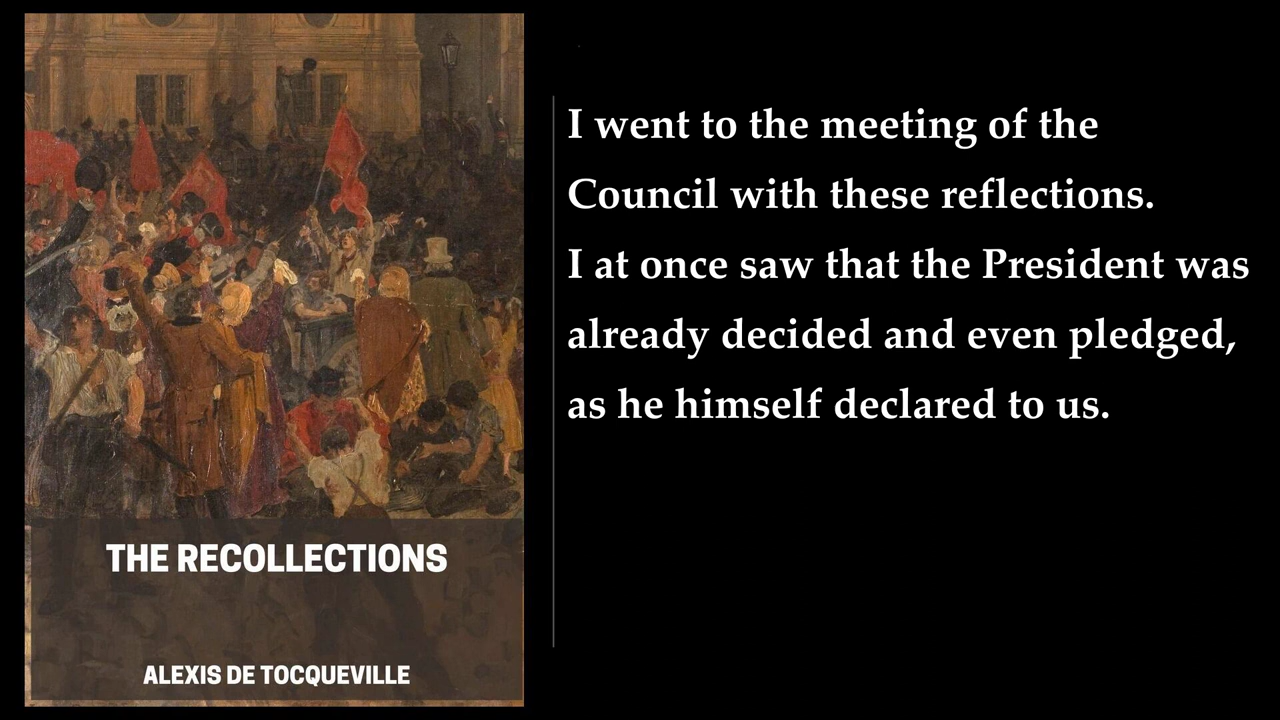 THE RECOLLECTIONS
ALEXIS DE TOCQUEVILLE
I went to the meeting of the
Council with these reflections.
I at once saw that the President was
already decided and even pledged,
as he himself declared to us.